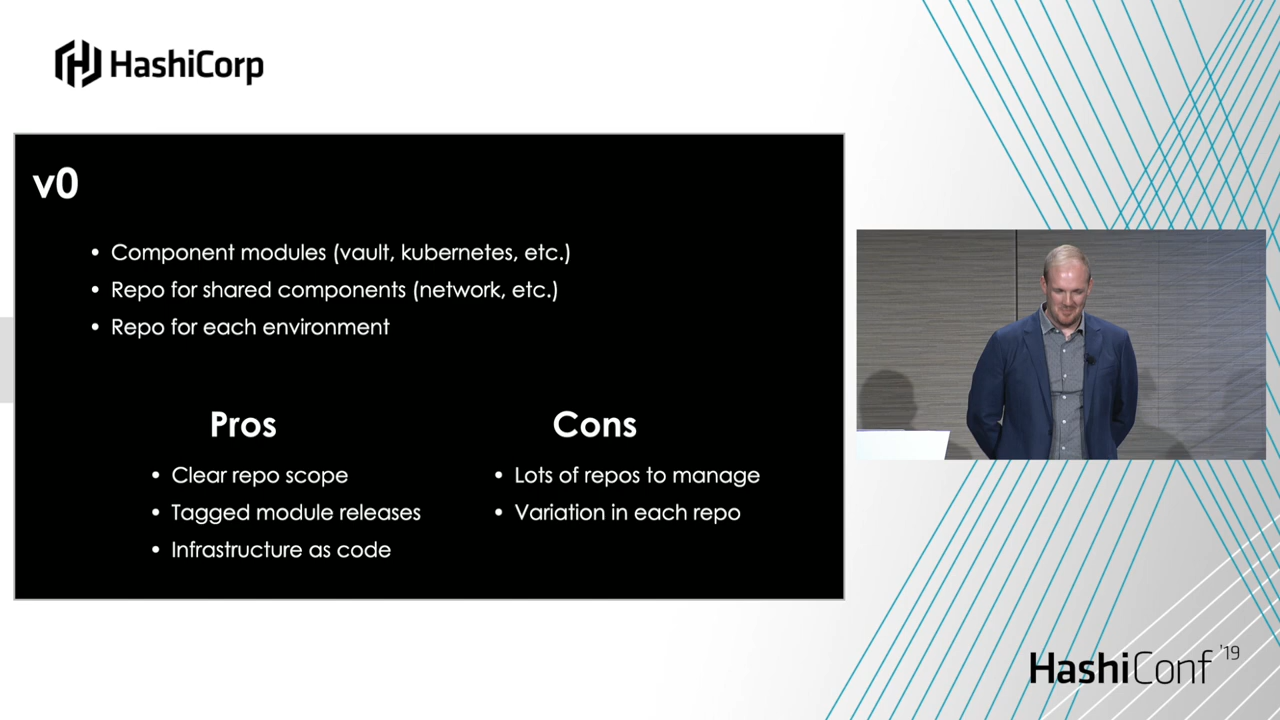 HashiCorp
v0
• Component modules (vault, kubernetes, etc.)
• Repo for shared components (network, etc.)
• Repo for each environment
Pros
• Clear repo scope
• Tagged module releases
• Infrastructure as code
Cons
• Lots of repos to manage
• Variation in each repo
HashiConf '19